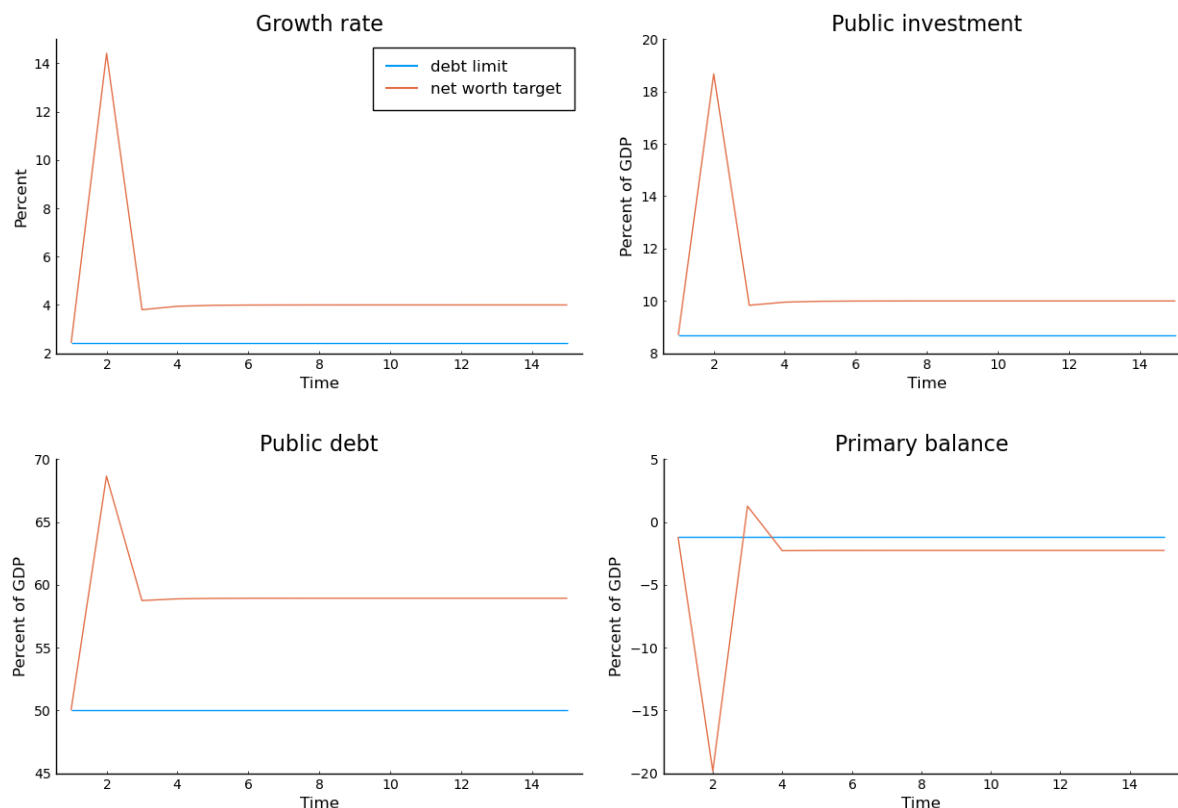 Growth rate
14
12
10
8
6
4
2
Percent
debt limit
net worth target
2 4 6 8 10 12 14
Time
Public investment
20
18
16
14
12
10
8
Percent of GDP
2 4 6 8 10 12 14
Time
Public debt
70
65
60
55
50
45
Percent of GDP
2 4 6 8 10 12 14
Time
Primary balance
5
0
−5
−10
−15
−20
Percent of GDP
2 4 6 8 10 12 14
Time